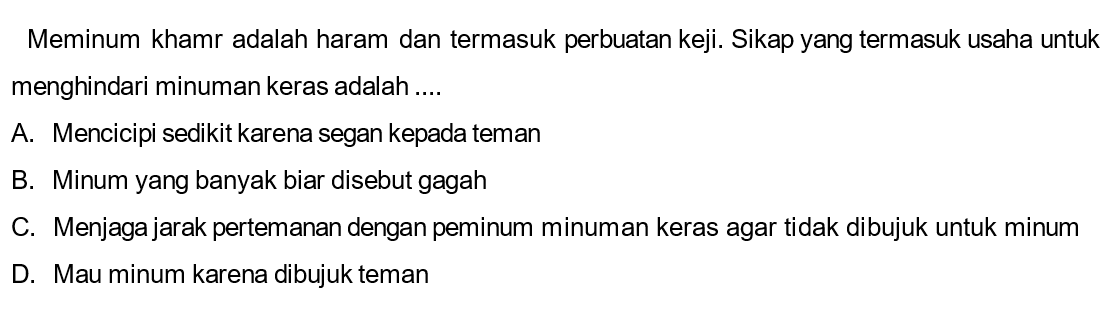 Meminum khamr adalah haram dan termasuk perbuatan keji. Sikap yang termasuk usaha untuk
menghindari minuman keras adalah ....
A. Mencicipi sedikit karena segan kepada teman
B. Minum yang banyak biar disebut gagah
C. Menjaga jarak pertemanan dengan peminum minuman keras agar tidak dibujuk untuk minum
D. Mau minum karena dibujuk teman